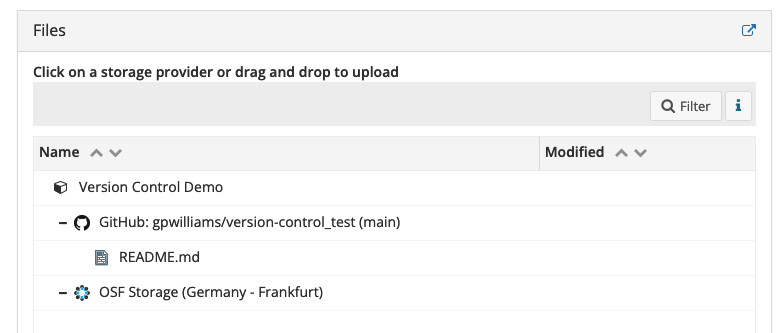 Files
Click on a storage provider or drag and drop to upload
Filter i
Name Modified
Version Control Demo
GitHub: gpwilliams/version-control_test (main)
README.md
OSF Storage (Germany - Frankfurt)